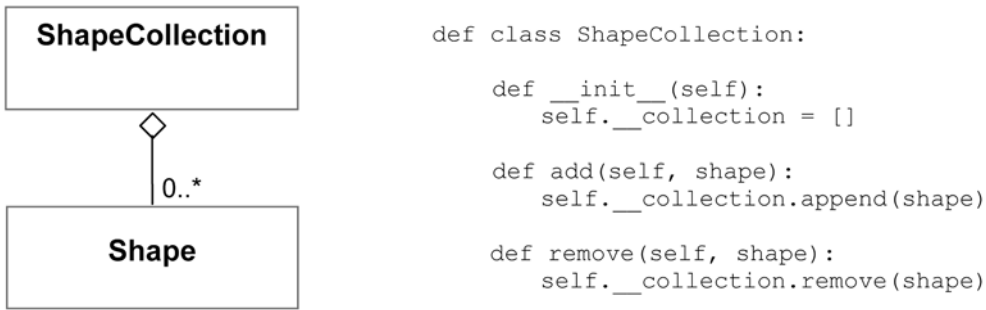 ShapeCollection
0..*
Shape
def class ShapeCollection:
def __init__(self):
self.__collection = []
def add(self, shape):
self.__collection.append(shape)
def remove(self, shape):
self.__collection.remove(shape)